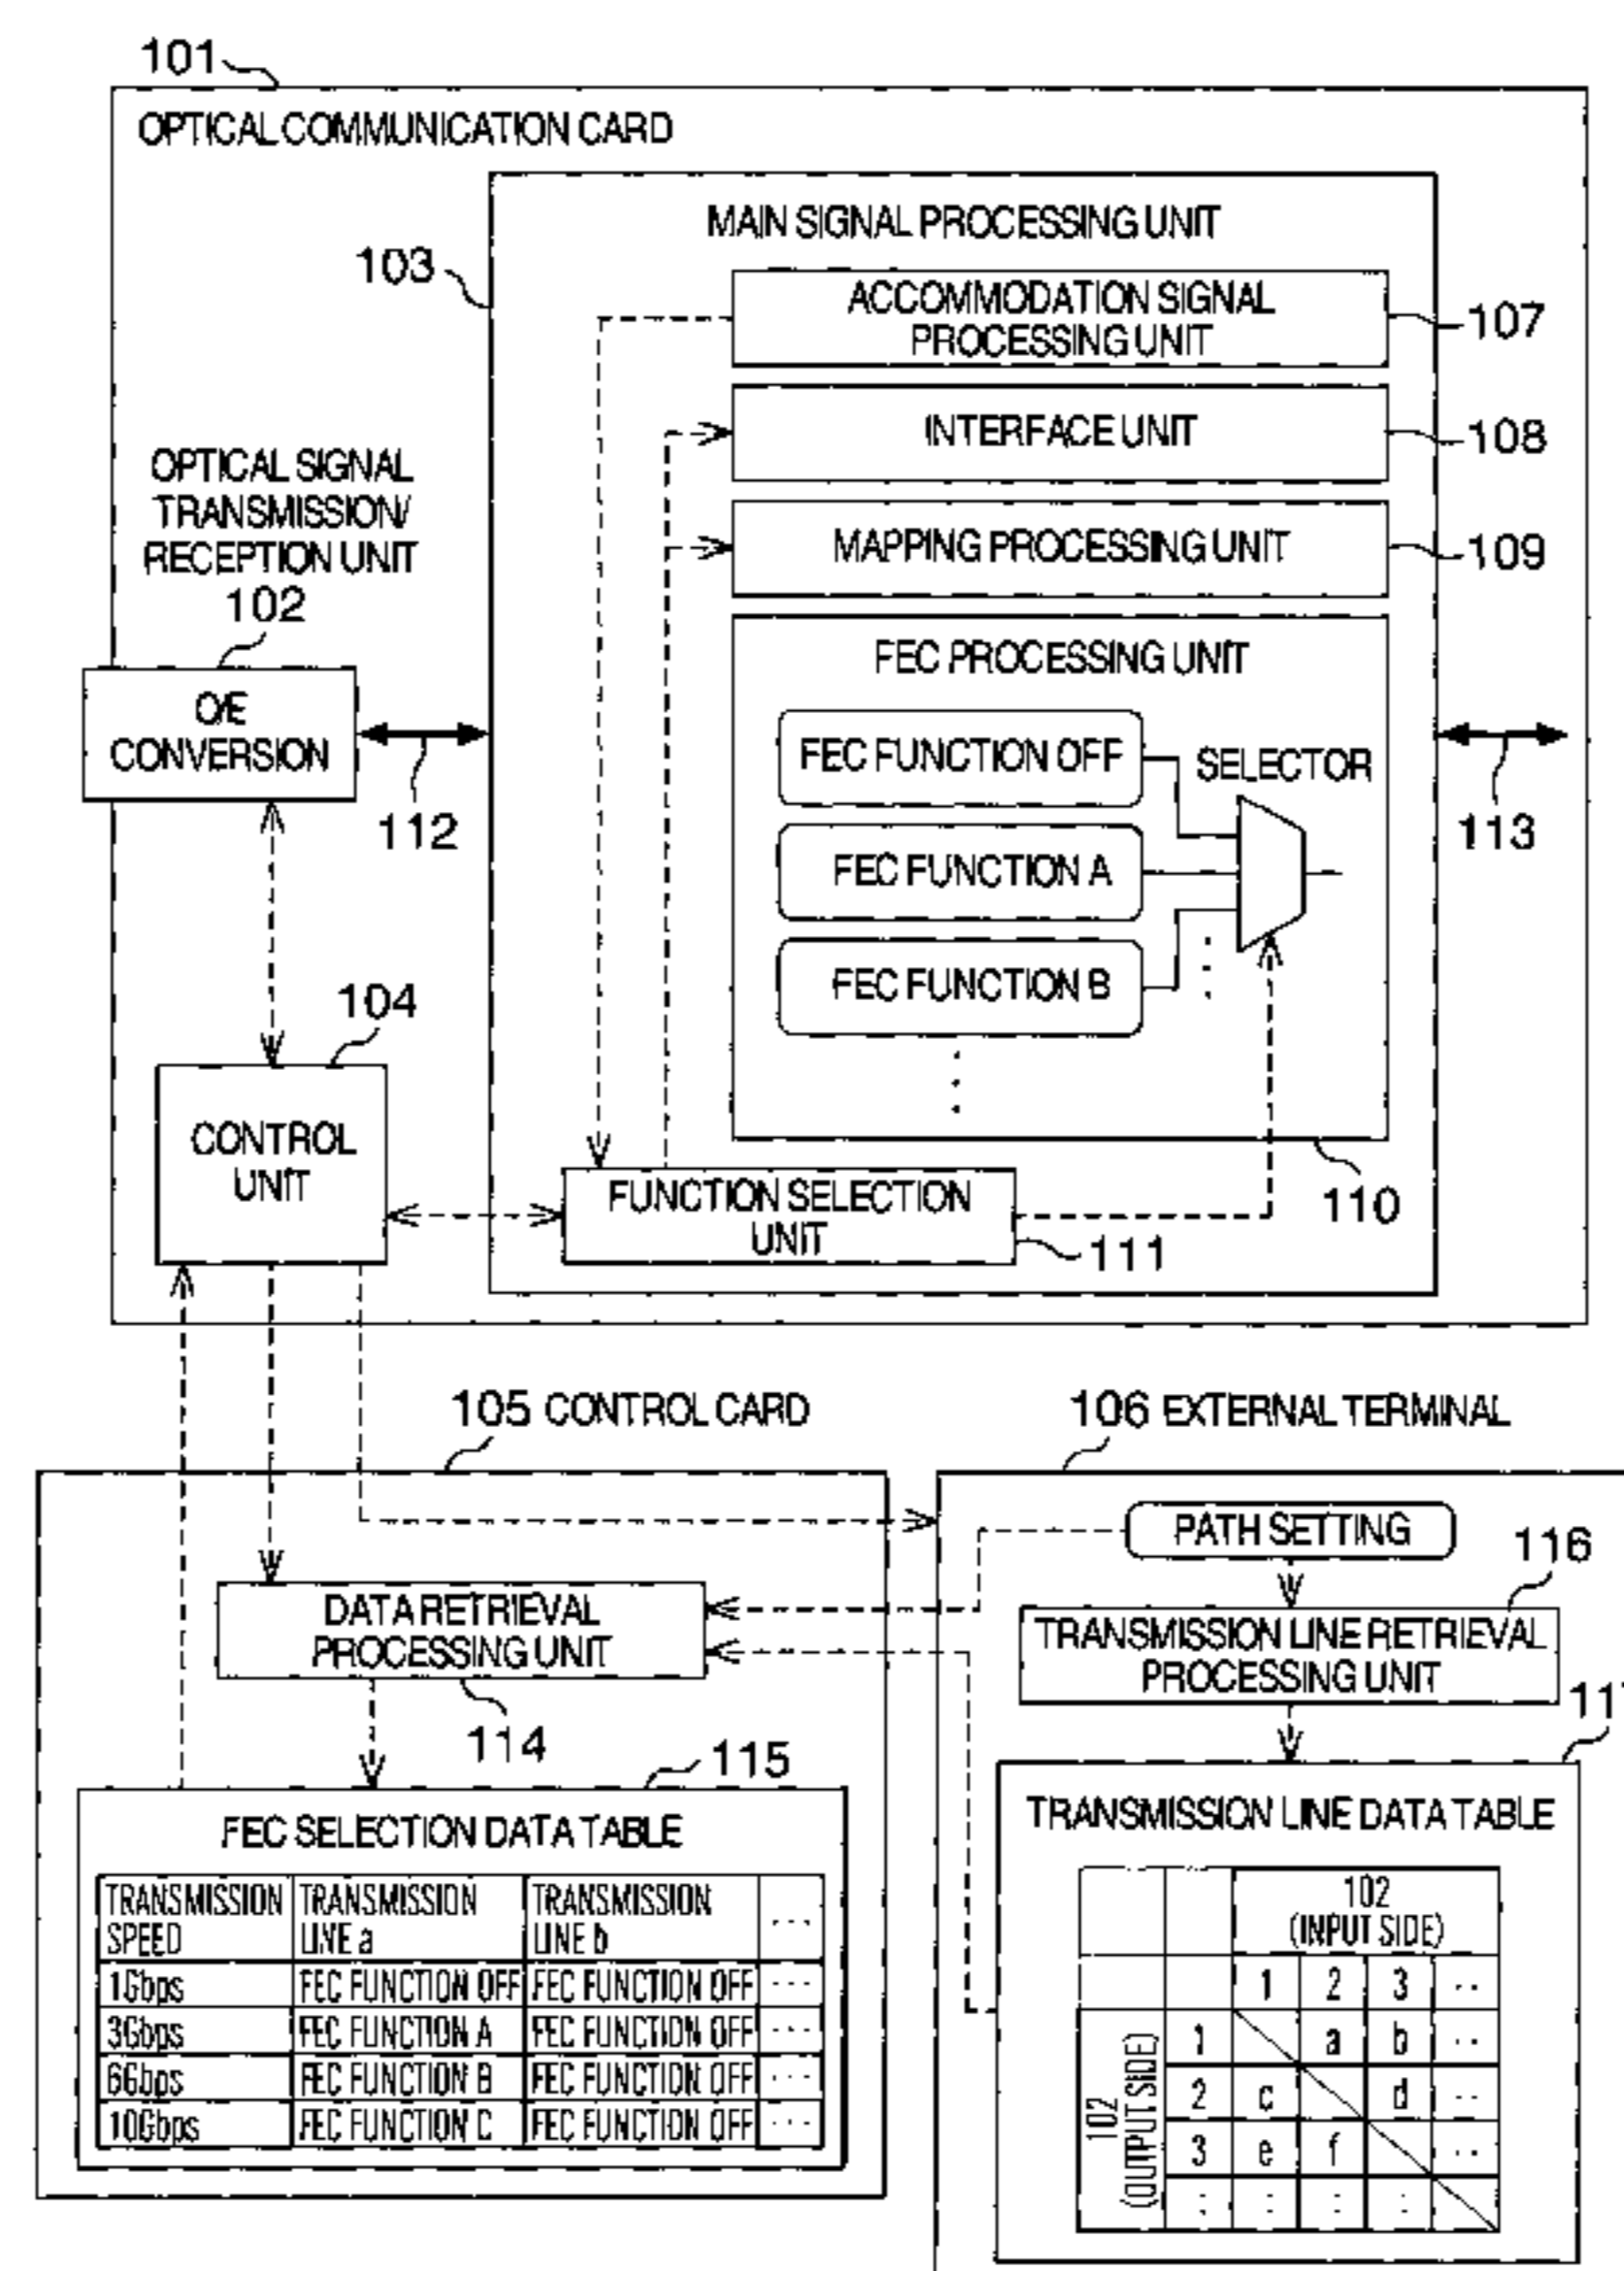 101
OPTICAL COMMUNICATION CARD
MAIN SIGNAL PROCESSING UNIT
103
ACCOMMODATION SIGNAL
PROCESSING UNIT
107
INTERFACE UNIT
108
OPTICAL SIGNAL
TRANSMISSION/
RECEPTION UNIT
102
MAPPING PROCESSING UNIT
109
FEC PROCESSING UNIT
O/E
CONVERSION
112
FEC FUNCTION OFF
SELECTOR
113
FEC FUNCTION A
FEC FUNCTION B
104
CONTROL
UNIT
FUNCTION SELECTION
UNIT
110
111
105 CONTROL CARD
106 EXTERNAL TERMINAL
PATH SETTING
116
DATA RETRIEVAL
PROCESSING UNIT
TRANSMISSION LINE RETRIEVAL
PROCESSING UNIT
114
115
FEC SELECTION DATA TABLE
TRANSMISSION SPEED TRANSMISSION LINE a TRANSMISSION LINE b ...
1Gbps FEC FUNCTION OFF FEC FUNCTION OFF ...
3Gbps FEC FUNCTION A FEC FUNCTION OFF ...
6Gbps FEC FUNCTION B FEC FUNCTION OFF ...
10Gbps FEC FUNCTION C FEC FUNCTION OFF ...
TRANSMISSION LINE DATA TABLE
102
(INPUT SIDE)
1 2 3 ..
102
(OUTPUT SIDE)
1 a b ..
2 c d ..
3 e f ..
: : : :